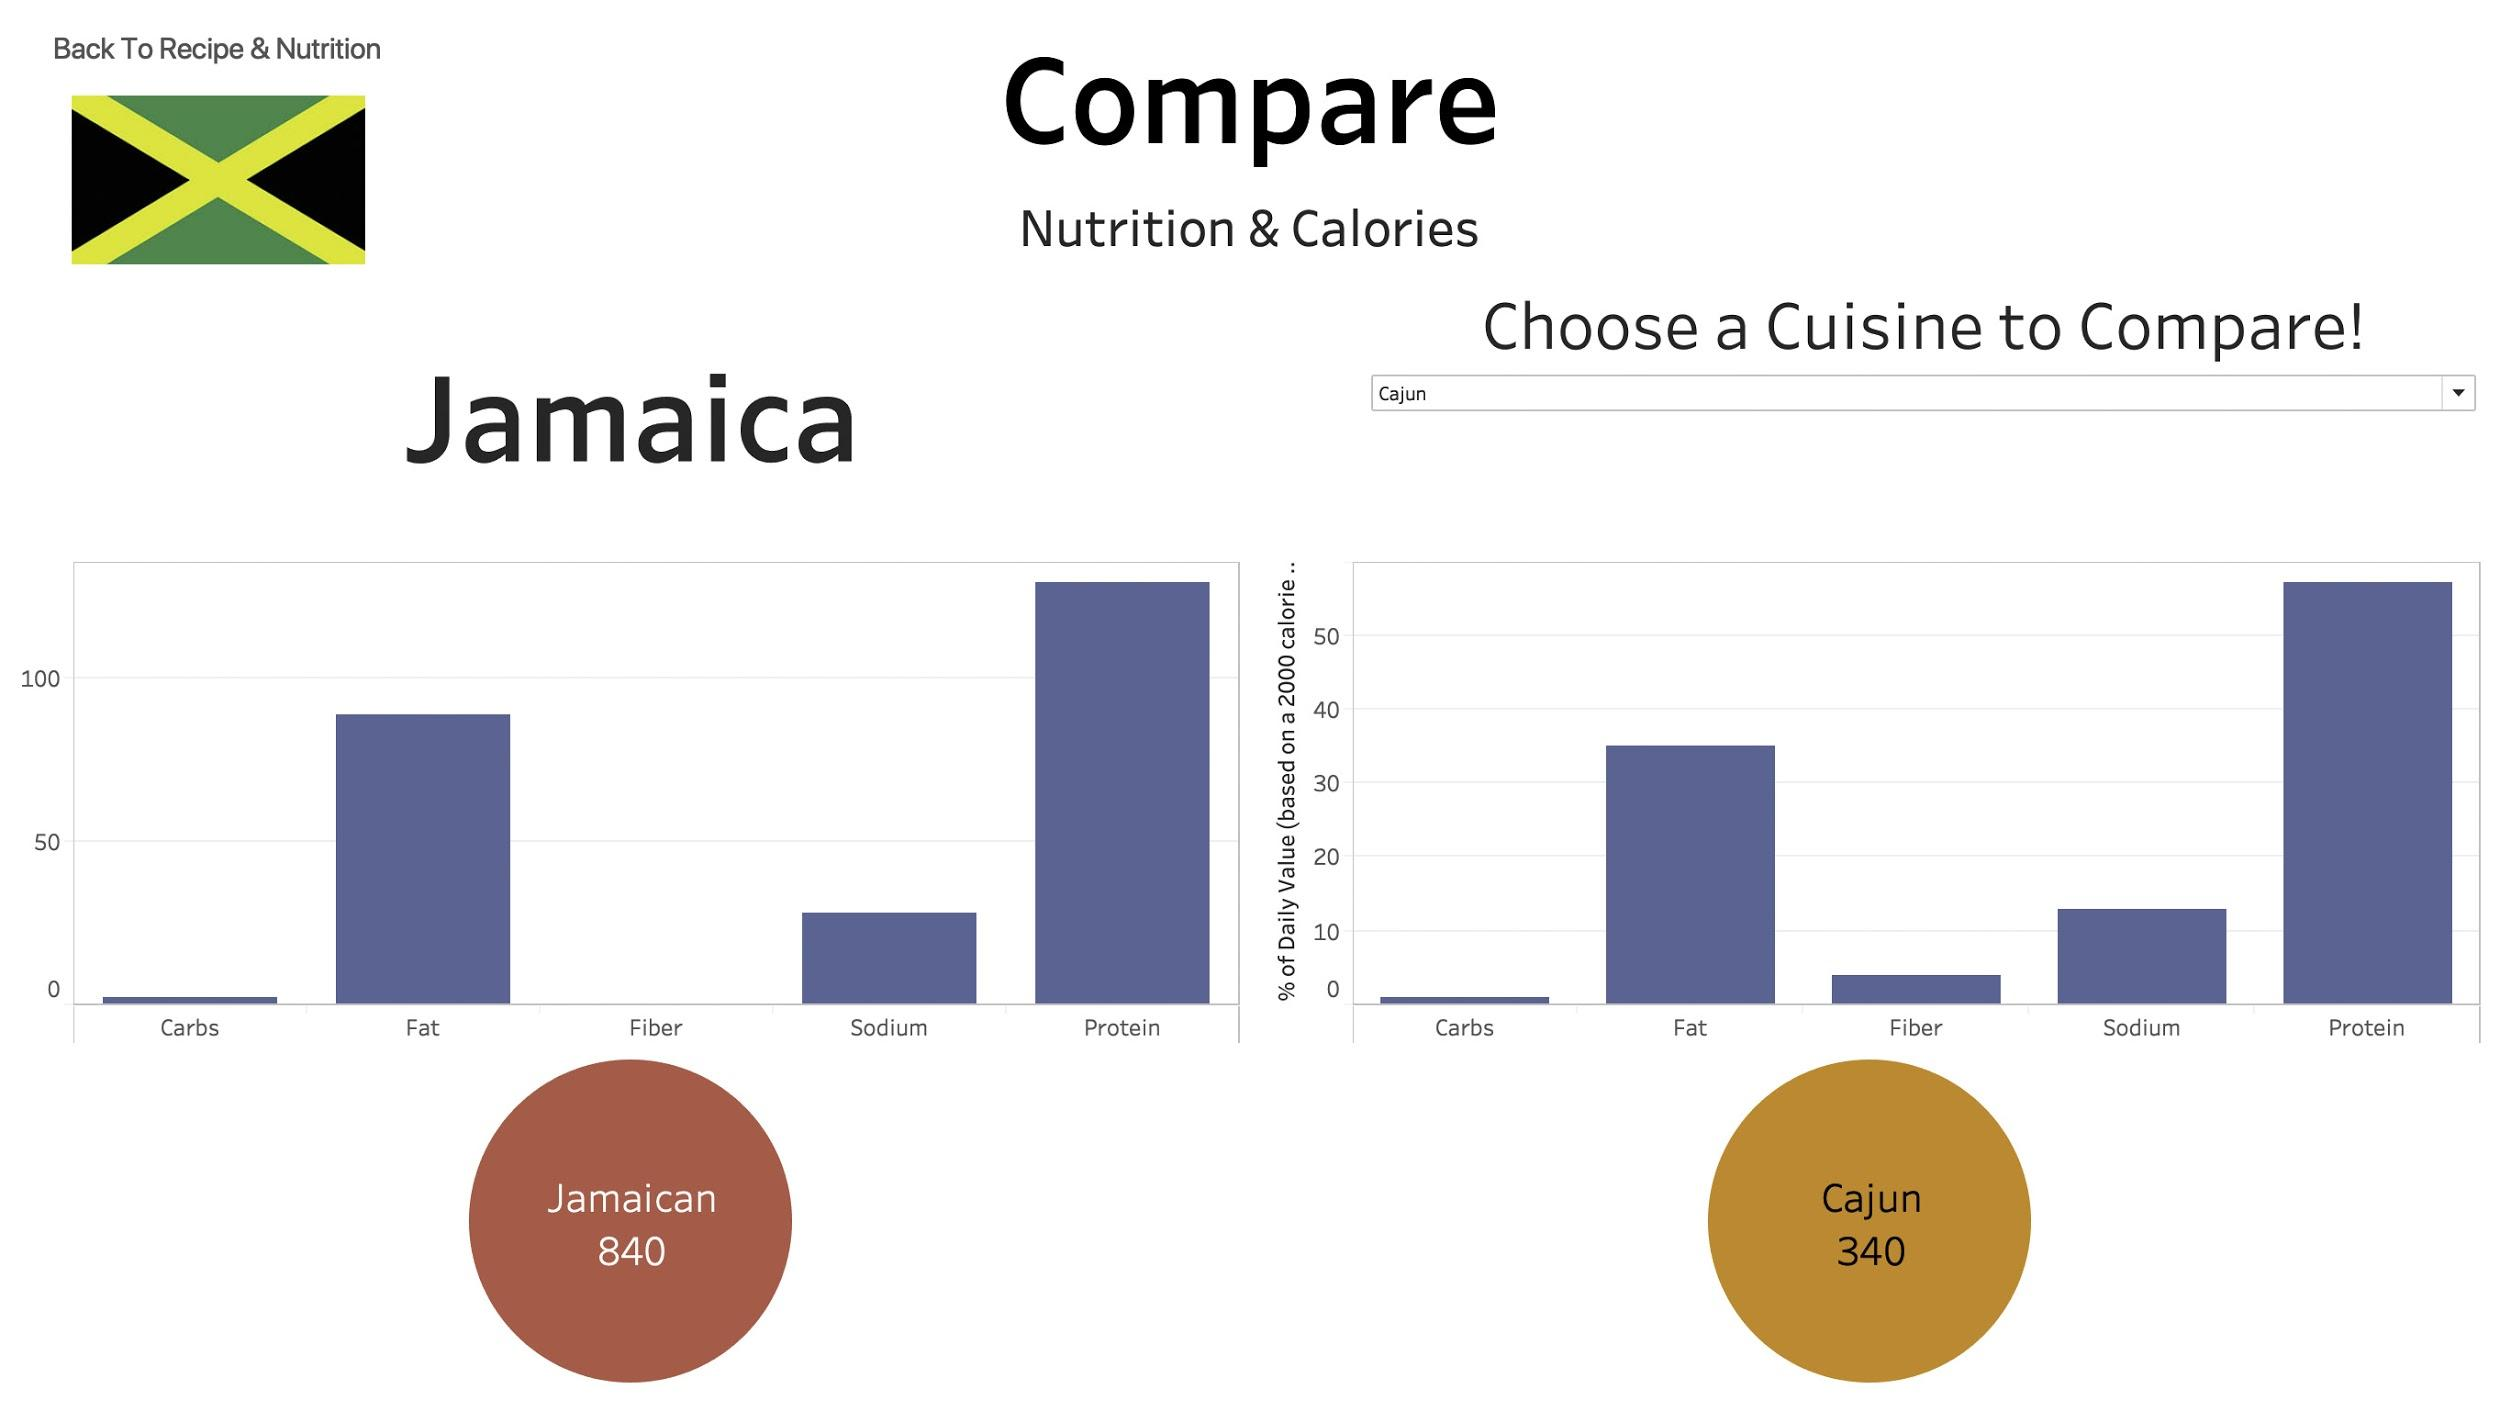 Back To Recipe & Nutrition
Compare
Nutrition & Calories
Choose a Cuisine to Compare!
Cajun
Jamaica
100
50
0
Carbs Fat Fiber Sodium Protein
% of Daily Value (based on a 2000 calorie ..
50
40
30
20
10
0
Carbs Fat Fiber Sodium Protein
Jamaican
840
Cajun
340